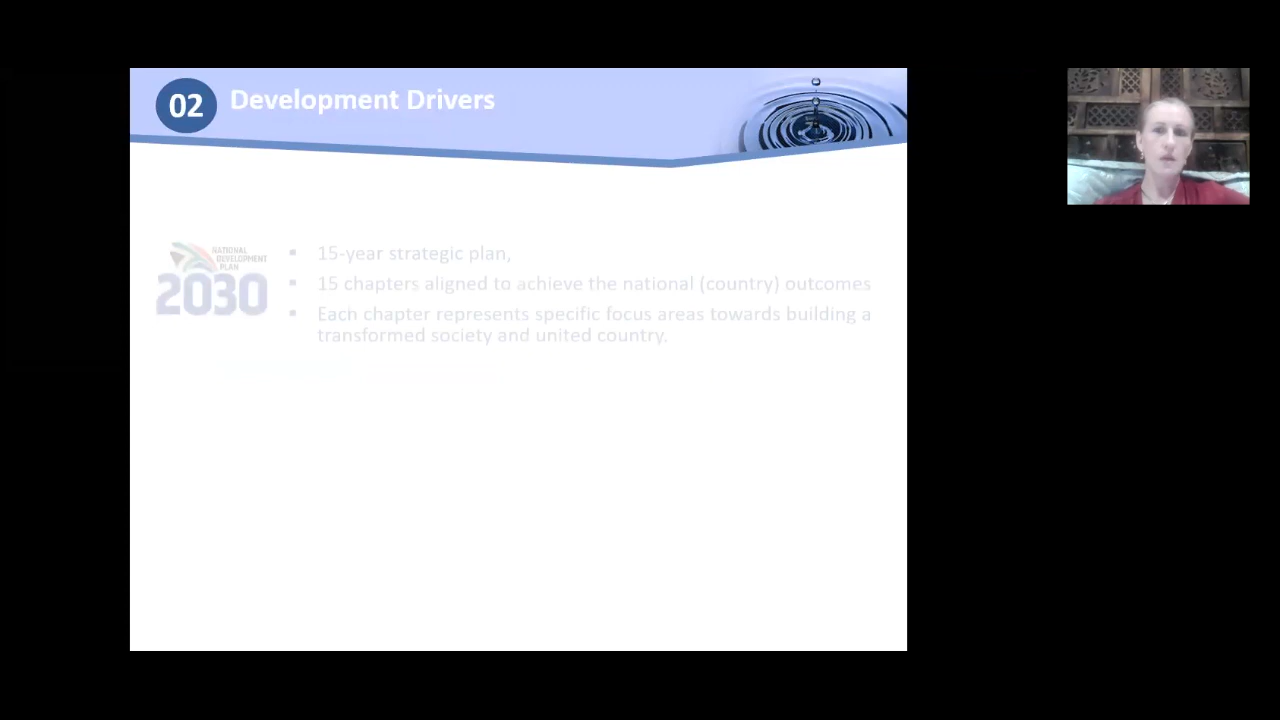 02
Development Drivers
NATIONAL
DEVELOPMENT
PLAN
2030
▪ 15-year strategic plan,
▪ 15 chapters aligned to achieve the national (country) outcomes
▪ Each chapter represents specific focus areas towards building a
transformed society and united country.